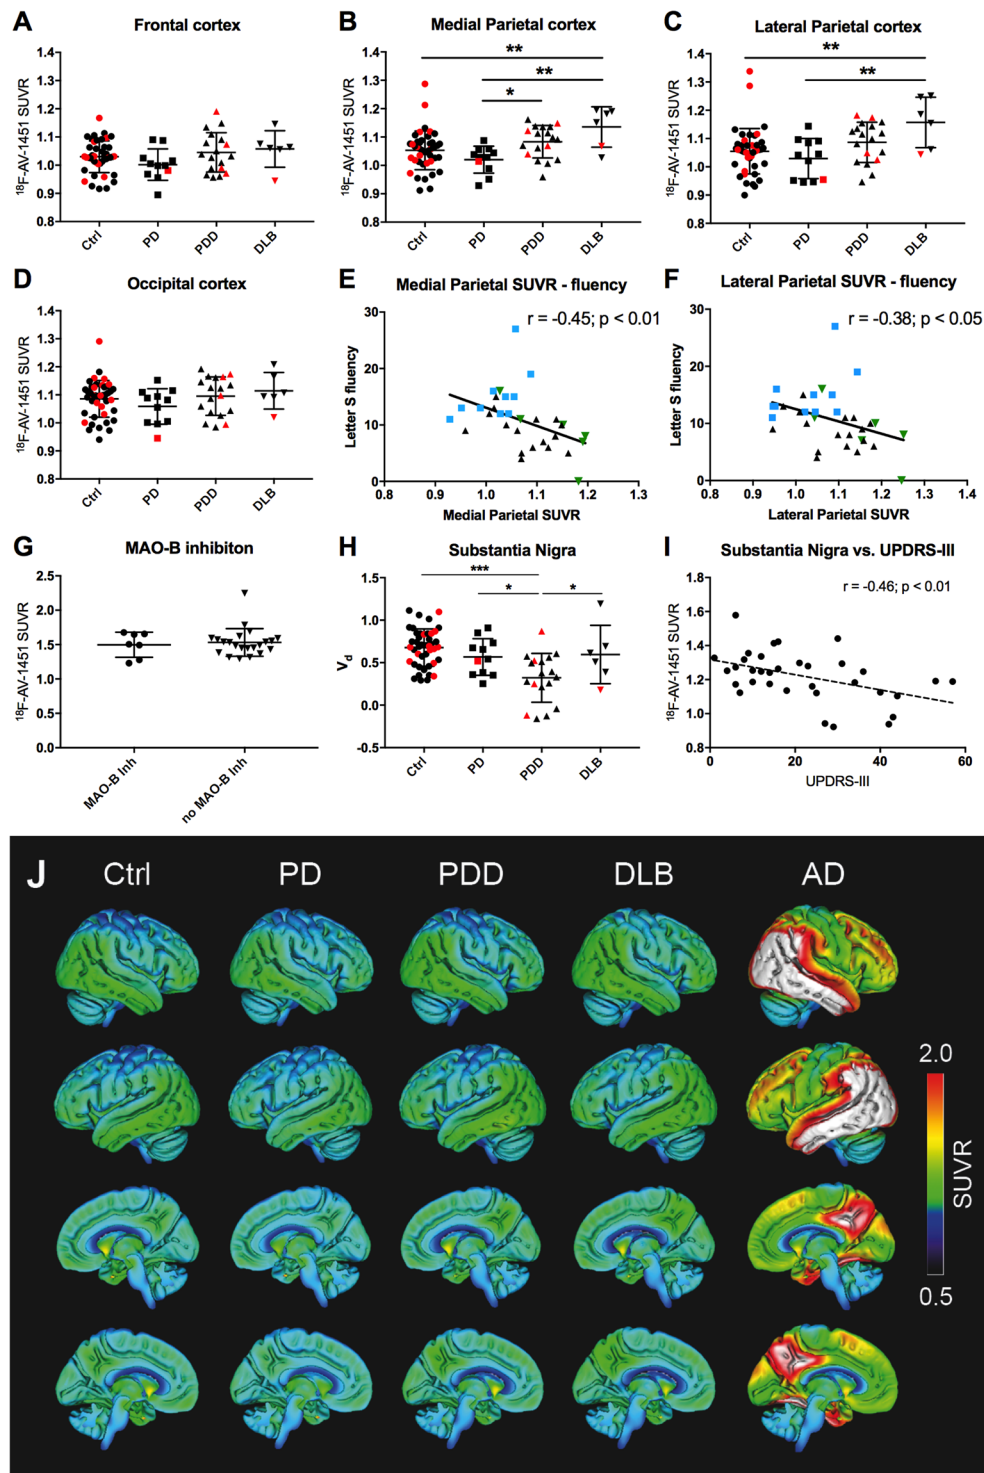 A
Frontal cortex
18F-AV-1451 SUVR
1.4
1.3
1.2
1.1
1.0
0.9
0.8
Ctrl
PD
PDD
DLB
B
Medial Parietal cortex
**
**
*
18F-AV-1451 SUVR
1.4
1.3
1.2
1.1
1.0
0.9
0.8
Ctrl
PD
PDD
DLB
C
Lateral Parietal cortex
**
**
18F-AV-1451 SUVR
1.4
1.3
1.2
1.1
1.0
0.9
0.8
Ctrl
PD
PDD
DLB
D
Occipital cortex
18F-AV-1451 SUVR
1.4
1.3
1.2
1.1
1.0
0.9
0.8
Ctrl
PD
PDD
DLB
E
Medial Parietal SUVR - fluency
r = -0.45; p < 0.01
Letter S fluency
30
20
10
0
0.8
0.9
1.0
1.1
1.2
1.3
Medial Parietal SUVR
F
Lateral Parietal SUVR - fluency
r = -0.38; p < 0.05
Letter S fluency
30
20
10
0
0.8
0.9
1.0
1.1
1.2
1.3
1.4
Lateral Parietal SUVR
G
MAO-B inhibiton
18F-AV-1451 SUVR
2.5
2.0
1.5
1.0
0.5
0.0
MAO-B Inh
no MAO-B Inh
H
Substantia Nigra
***
*
*
Vd
1.5
1.0
0.5
0.0
-0.5
Ctrl
PD
PDD
DLB
I
Substantia Nigra vs. UPDRS-III
r = -0.46; p < 0.01
18F-AV-1451 SUVR
1.8
1.6
1.4
1.2
1.0
0.8
0
20
40
60
UPDRS-III
J
Ctrl
PD
PDD
DLB
AD
2.0
SUVR
0.5